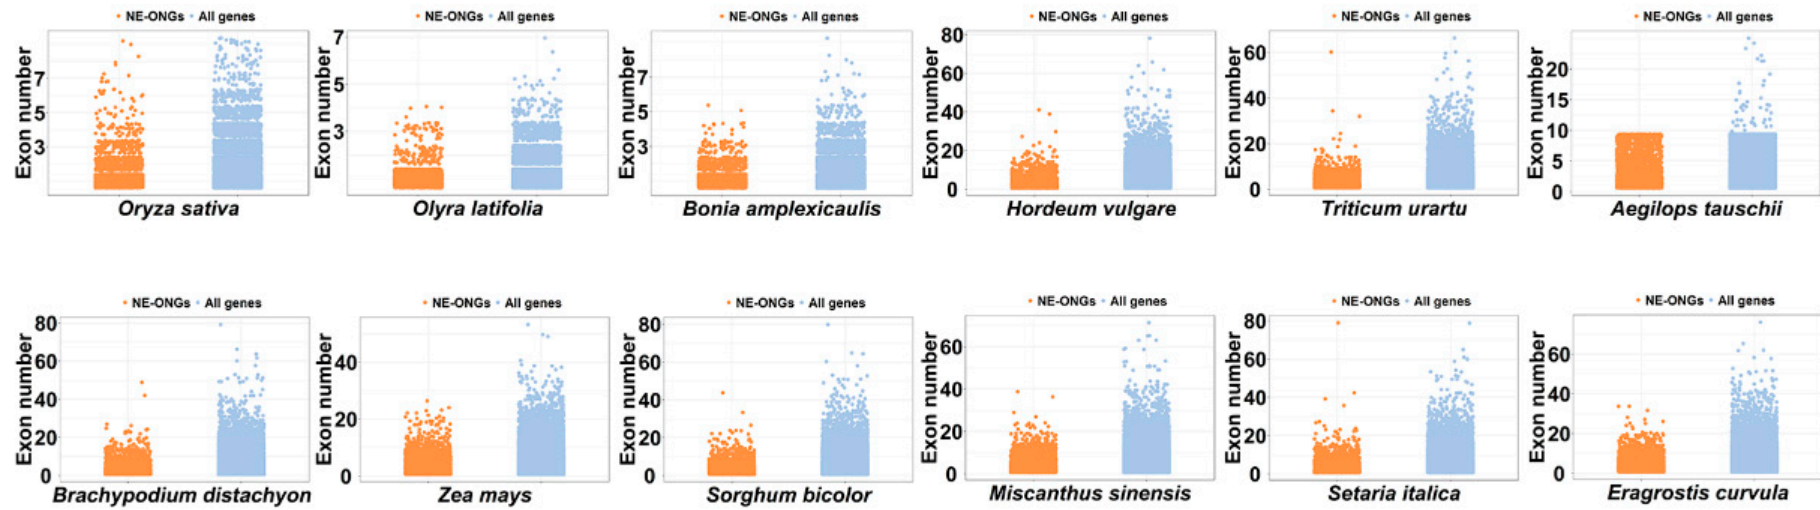 NE-ONGs All genes
Exon number
7
5
3
Oryza sativa
NE-ONGs All genes
Exon number
7
5
3
Olyra latifolia
NE-ONGs All genes
Exon number
7
5
3
Bonia amplexicaulis
NE-ONGs All genes
Exon number
80
60
40
20
0
Hordeum vulgare
NE-ONGs All genes
Exon number
60
40
20
0
Triticum urartu
NE-ONGs All genes
Exon number
20
15
10
5
0
Aegilops tauschii
NE-ONGs All genes
Exon number
80
60
40
20
0
Brachypodium distachyon
NE-ONGs All genes
Exon number
40
20
0
Zea mays
NE-ONGs All genes
Exon number
80
60
40
20
0
Sorghum bicolor
NE-ONGs All genes
Exon number
60
40
20
0
Miscanthus sinensis
NE-ONGs All genes
Exon number
80
60
40
20
0
Setaria italica
NE-ONGs All genes
Exon number
60
40
20
0
Eragrostis curvula